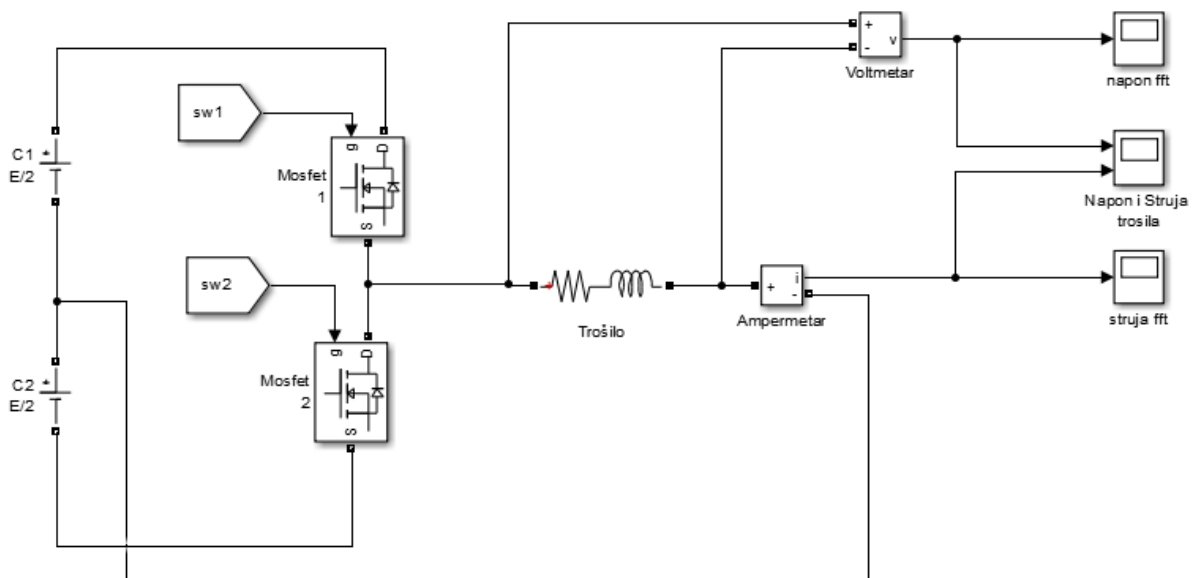 +
-
v
Voltmetar
napon fft
sw1
g
D
S
Mosfet
1
C1
+
E/2
Napon i Struja
trosila
sw2
+
i
-
Trošilo
Ampermetar
struja fft
g
D
S
Mosfet
2
C2
+
E/2